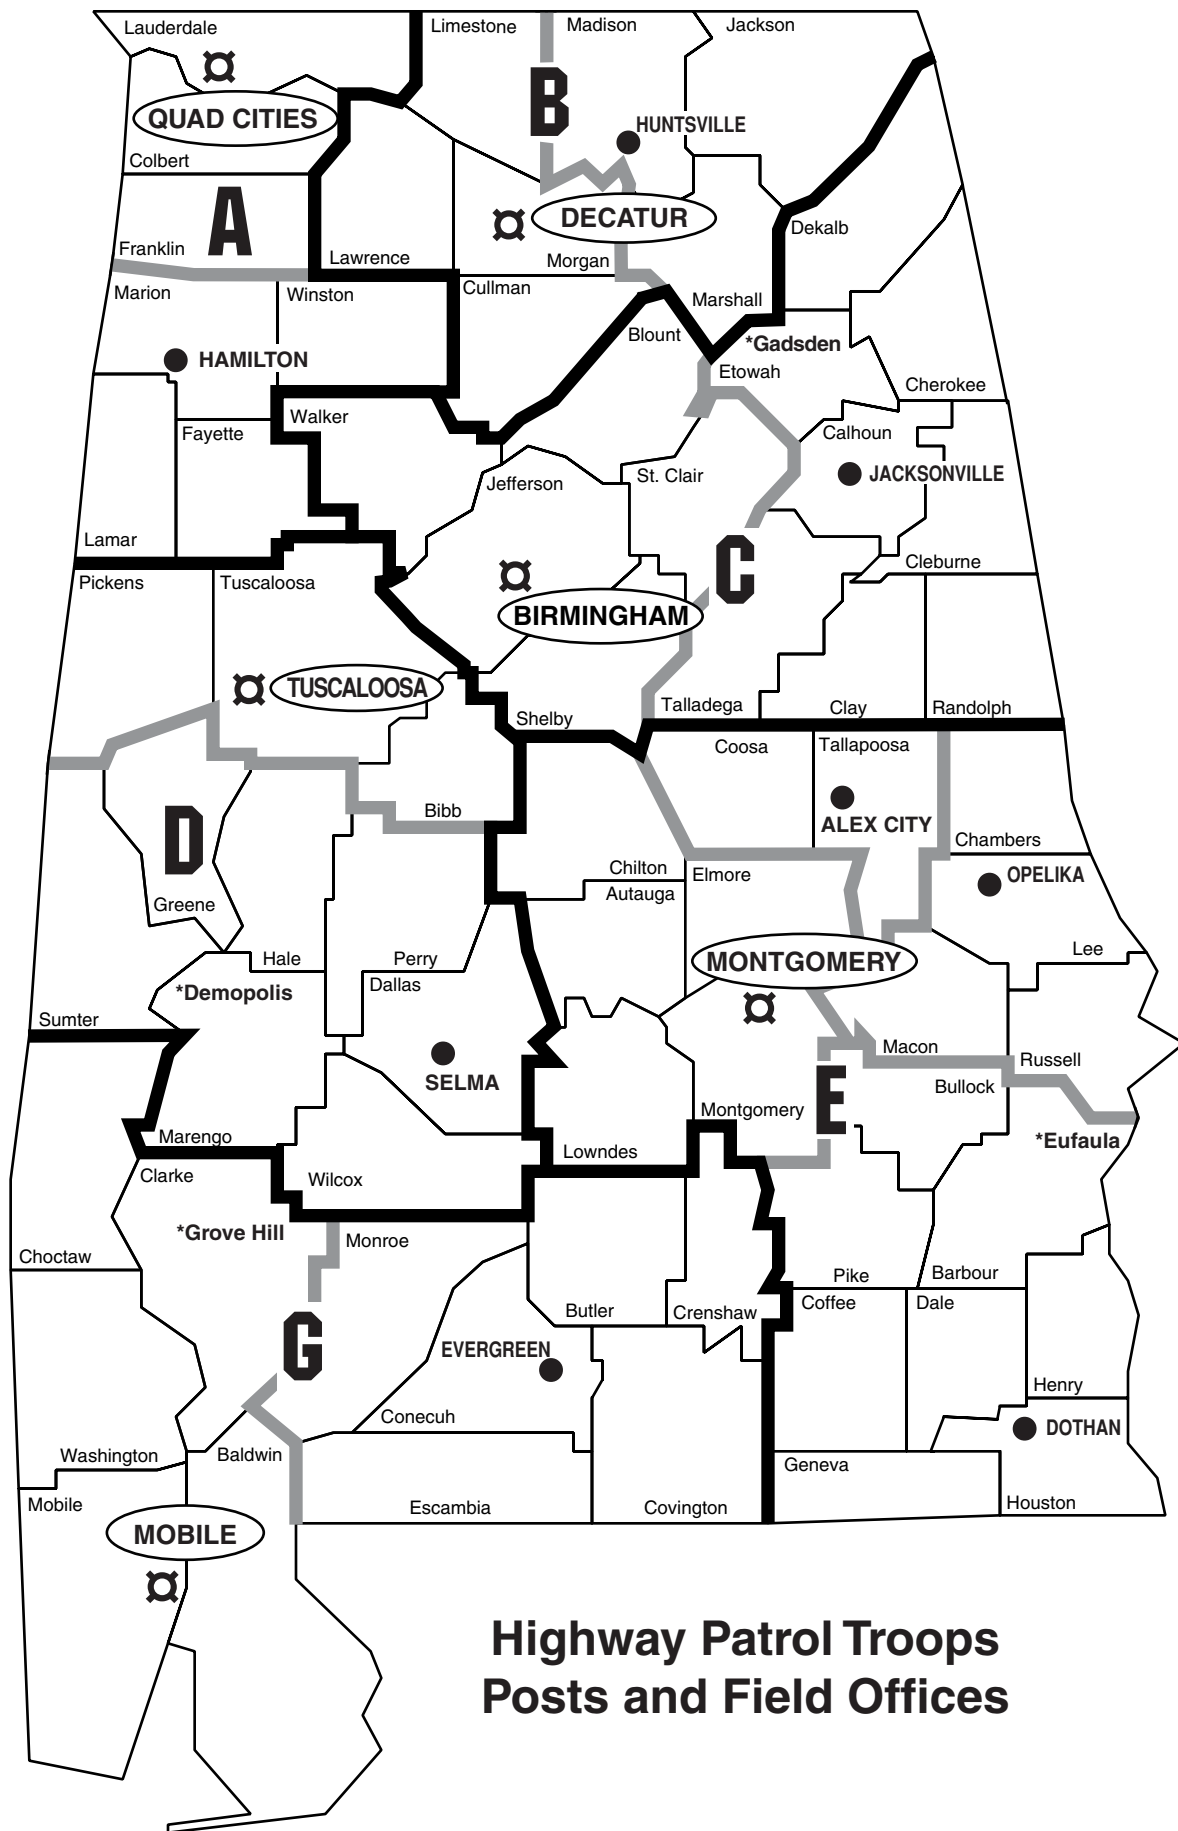 Lauderdale
Limestone
Madison
Jackson
B
QUAD CITIES
HUNTSVILLE
Colbert
A
DECATUR
Dekalb
Franklin
Lawrence
Morgan
Marion
Winston
Cullman
Marshall
Blount
*Gadsden
HAMILTON
Etowah
Cherokee
Walker
Fayette
Calhoun
JACKSONVILLE
Jefferson
St. Clair
Lamar
C
Cleburne
Pickens
Tuscaloosa
BIRMINGHAM
TUSCALOOSA
Shelby
Talladega
Clay
Randolph
Coosa
Tallapoosa
Bibb
ALEX CITY
D
Chambers
Chilton
Elmore
OPELIKA
Autauga
Greene
Hale
Perry
MONTGOMERY
Lee
Dallas
*Demopolis
Sumter
Macon
Russell
SELMA
Bullock
E
Montgomery
*Eufaula
Marengo
Lowndes
Clarke
Wilcox
*Grove Hill
Monroe
Choctaw
Pike
Barbour
Butler
Crenshaw
Coffee
Dale
G
EVERGREEN
Henry
Conecuh
DOTHAN
Washington
Baldwin
Geneva
Mobile
Escambia
Covington
Houston
MOBILE
Highway Patrol Troops
Posts and Field Offices